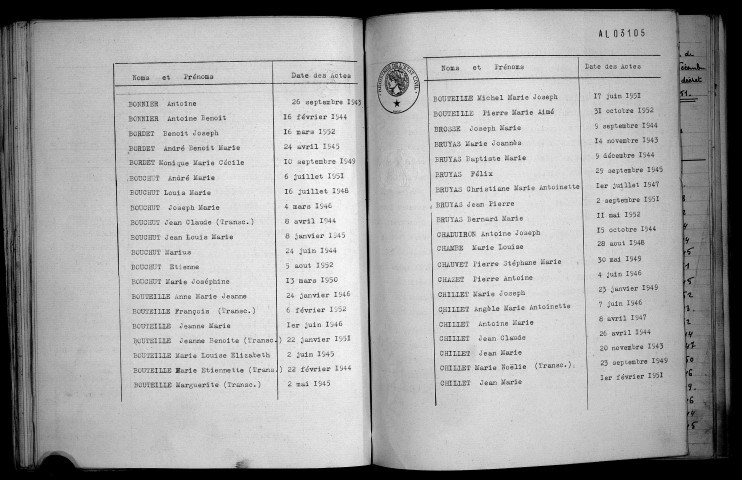 Noms et Prénoms Date des Actes
BONNIER Antoine 26 septembre 1943
BONNIER Antoine Benoit 16 février 1944
BORDET Benoit Joseph 16 mars 1952
BORDET André Benoit Marie 24 avril 1945
BORDET Monique Marie Cécile 10 septembre 1949
BOUCHUT André Marie 6 juillet 1951
BOUCHUT Louis Marie 16 juillet 1948
BOUCHUT Joseph Marie 4 mars 1946
BOUCHUT Jean Claude (Transc.) 8 avril 1944
BOUCHUT Jean Louis Marie 8 janvier 1945
BOUCHUT Marius 24 juin 1944
BOUCHUT Etienne 5 aout 1952
BOUCHUT Marie Joséphine 13 mars 1950
BOUTEILLE Anne Marie Jeanne 24 janvier 1946
BOUTEILLE François (Transc.) 6 février 1952
BOUTEILLE Jeanne Marie 1er juin 1946
BOUTEILLE Jeanne Benoite (Transc.) 22 janvier 1951
BOUTEILLE Marie Louise Elizabeth 2 juin 1945
BOUTEILLE Marie Etiennette (Trans.) 22 février 1944
BOUTEILLE Marguerite (Transc.) 2 mai 1945
AL03105
Noms et Prénoms Date des Actes
BOUTEILLE Michel Marie Joseph 17 juin 1951
BOUTEILLE Pierre Marie Aimé 31 octobre 1952
BROSSE Joseph Marie 5 septembre 1944
BRUYAS Marie Joannès 14 novembre 1943
BRUYAS Baptiste Marie 9 décembre 1944
BRUYAS Félix 29 septembre 1945
BRUYAS Christiane Marie Antoinette 1er juillet 1947
BRUYAS Jean Pierre 2 septembre 1951
BRUYAS Bernard Marie 11 mai 1952
CHADUIRON Antoine Joseph 15 octobre 1944
CHAMBE Marie Louise 28 aout 1948
CHAUVET Pierre Stéphane Marie 30 mai 1949
CHAZET Pierre Antoine 4 juin 1946
CHILLET Marie Joseph 23 janvier 1949
CHILLET Angèle Marie Antoinette 7 juin 1946
CHILLET Antoine Marie 8 avril 1947
CHILLET Jean Claude 26 avril 1944
CHILLET Jean Marie 20 novembre 1943
CHILLET Marie Noëlie (Transc.) 23 septembre 1949
CHILLET Jean Marie 1er février 1951